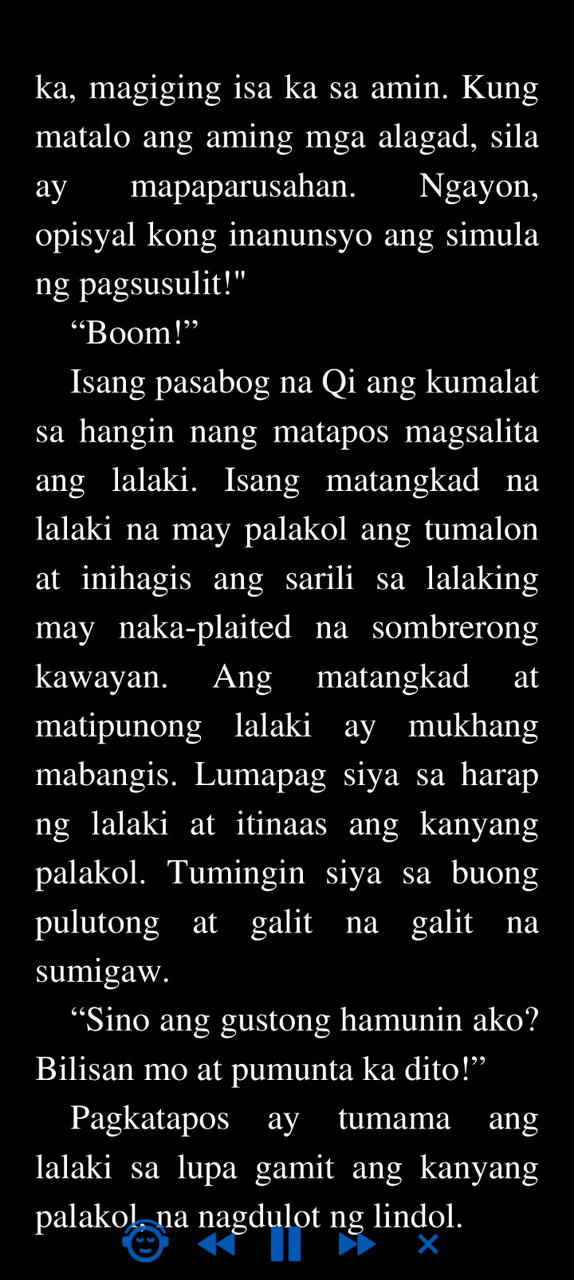 ka, magiging isa ka sa amin. Kung
matalo ang aming mga alagad, sila
ay mapaparusahan. Ngayon,
opisyal kong inanunsyo ang simula
ng pagsusulit!"
“Boom!”
Isang pasabog na Qi ang kumalat
sa hangin nang matapos magsalita
ang lalaki. Isang matangkad na
lalaki na may palakol ang tumalon
at inihagis ang sarili sa lalaking
may naka-plaited na sombrerong
kawayan. Ang matangkad at
matipunong lalaki ay mukhang
mabangis. Lumapag siya sa harap
ng lalaki at itinaas ang kanyang
palakol. Tumingin siya sa buong
pulutong at galit na galit na
sumigaw.
“Sino ang gustong hamunin ako?
Bilisan mo at pumunta ka dito!”
Pagkatapos ay tumama ang
lalaki sa lupa gamit ang kanyang
palakol, na nagdulot ng lindol.